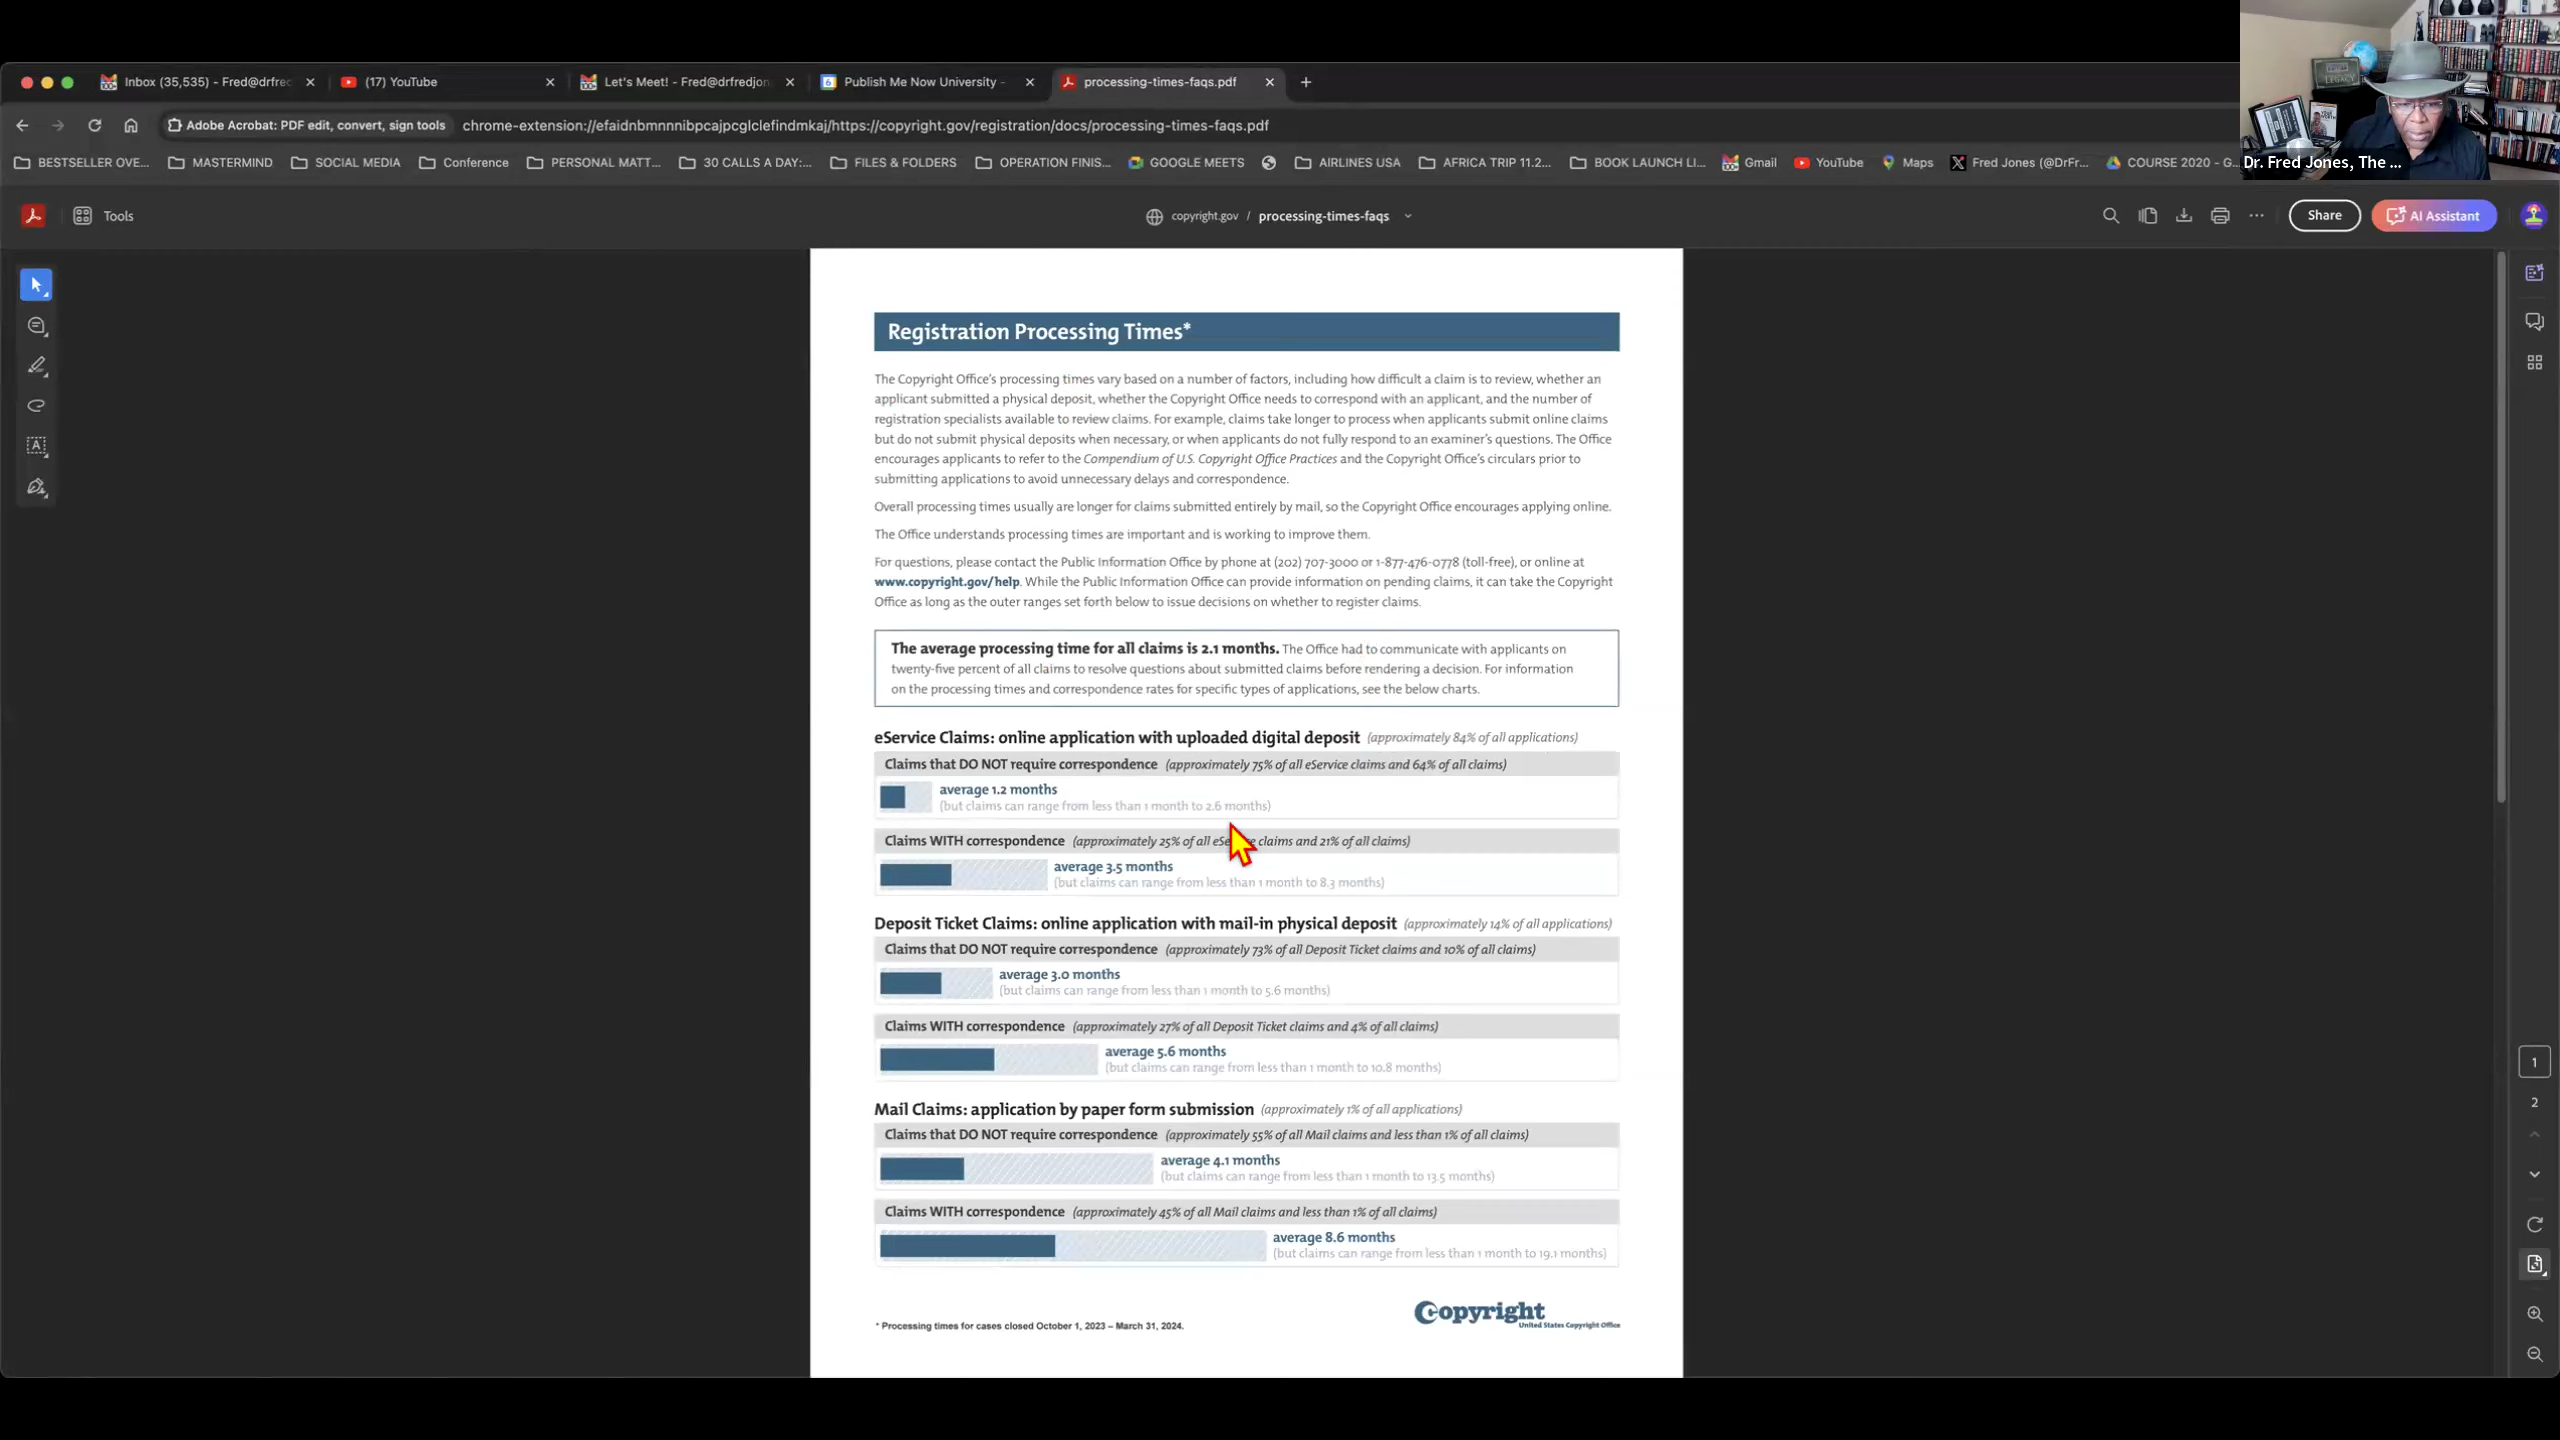 Inbox (35,535) - Fred@drfrec
(17) YouTube
Let's Meet! - Fred@drfredjon
Publish Me Now University -
processing-times-faqs.pdf
Adobe Acrobat: PDF edit, convert, sign tools
chrome-extension://efaidnbmnnnibpcajpcglclefindmkaj/https://copyright.gov/registration/docs/processing-times-faqs.pdf
BESTSELLER OVE...
MASTERMIND
SOCIAL MEDIA
Conference
PERSONAL MATT...
30 CALLS A DAY:...
FILES & FOLDERS
OPERATION FINIS...
GOOGLE MEETS
AIRLINES USA
AFRICA TRIP 11.2...
BOOK LAUNCH LI...
Gmail
YouTube
Maps
Fred Jones (@DrFr...
COURSE 2020 - G...
LEGACY
Dr. Fred Jones, The ...
Tools
copyright.gov / processing-times-faqs
Share
AI Assistant
Registration Processing Times*
The Copyright Office's processing times vary based on a number of factors, including how difficult a claim is to review, whether an
applicant submitted a physical deposit, whether the Copyright Office needs to correspond with an applicant, and the number of
registration specialists available to review claims. For example, claims take longer to process when applicants submit online claims
but do not submit physical deposits when necessary, or when applicants do not fully respond to an examiner's questions. The Office
encourages applicants to refer to the Compendium of U.S. Copyright Office Practices and the Copyright Office's circulars prior to
submitting applications to avoid unnecessary delays and correspondence.
Overall processing times usually are longer for claims submitted entirely by mail, so the Copyright Office encourages applying online.
The Office understands processing times are important and is working to improve them.
For questions, please contact the Public Information Office by phone at (202) 707-3000 or 1-877-476-0778 (toll-free), or online at
www.copyright.gov/help. While the Public Information Office can provide information on pending claims, it can take the Copyright
Office as long as the outer ranges set forth below to issue decisions on whether to register claims.
The average processing time for all claims is 2.1 months. The Office had to communicate with applicants on
twenty-five percent of all claims to resolve questions about submitted claims before rendering a decision. For information
on the processing times and correspondence rates for specific types of applications, see the below charts.
eService Claims: online application with uploaded digital deposit (approximately 84% of all applications)
Claims that DO NOT require correspondence (approximately 75% of all eService claims and 64% of all claims)
average 1.2 months
(but claims can range from less than 1 month to 2.6 months)
Claims WITH correspondence (approximately 25% of all eService claims and 21% of all claims)
average 3.5 months
(but claims can range from less than 1 month to 8.3 months)
Deposit Ticket Claims: online application with mail-in physical deposit (approximately 14% of all applications)
Claims that DO NOT require correspondence (approximately 73% of all Deposit Ticket claims and 10% of all claims)
average 3.0 months
(but claims can range from less than 1 month to 5.6 months)
Claims WITH correspondence (approximately 27% of all Deposit Ticket claims and 4% of all claims)
average 5.6 months
(but claims can range from less than 1 month to 10.8 months)
Mail Claims: application by paper form submission (approximately 1% of all applications)
Claims that DO NOT require correspondence (approximately 55% of all Mail claims and less than 1% of all claims)
average 4.1 months
(but claims can range from less than 1 month to 13.5 months)
Claims WITH correspondence (approximately 45% of all Mail claims and less than 1% of all claims)
average 8.6 months
(but claims can range from less than 1 month to 19.1 months)
Copyright
United States Copyright Office
* Processing times for cases closed October 1, 2023 – March 31, 2024.
1
2